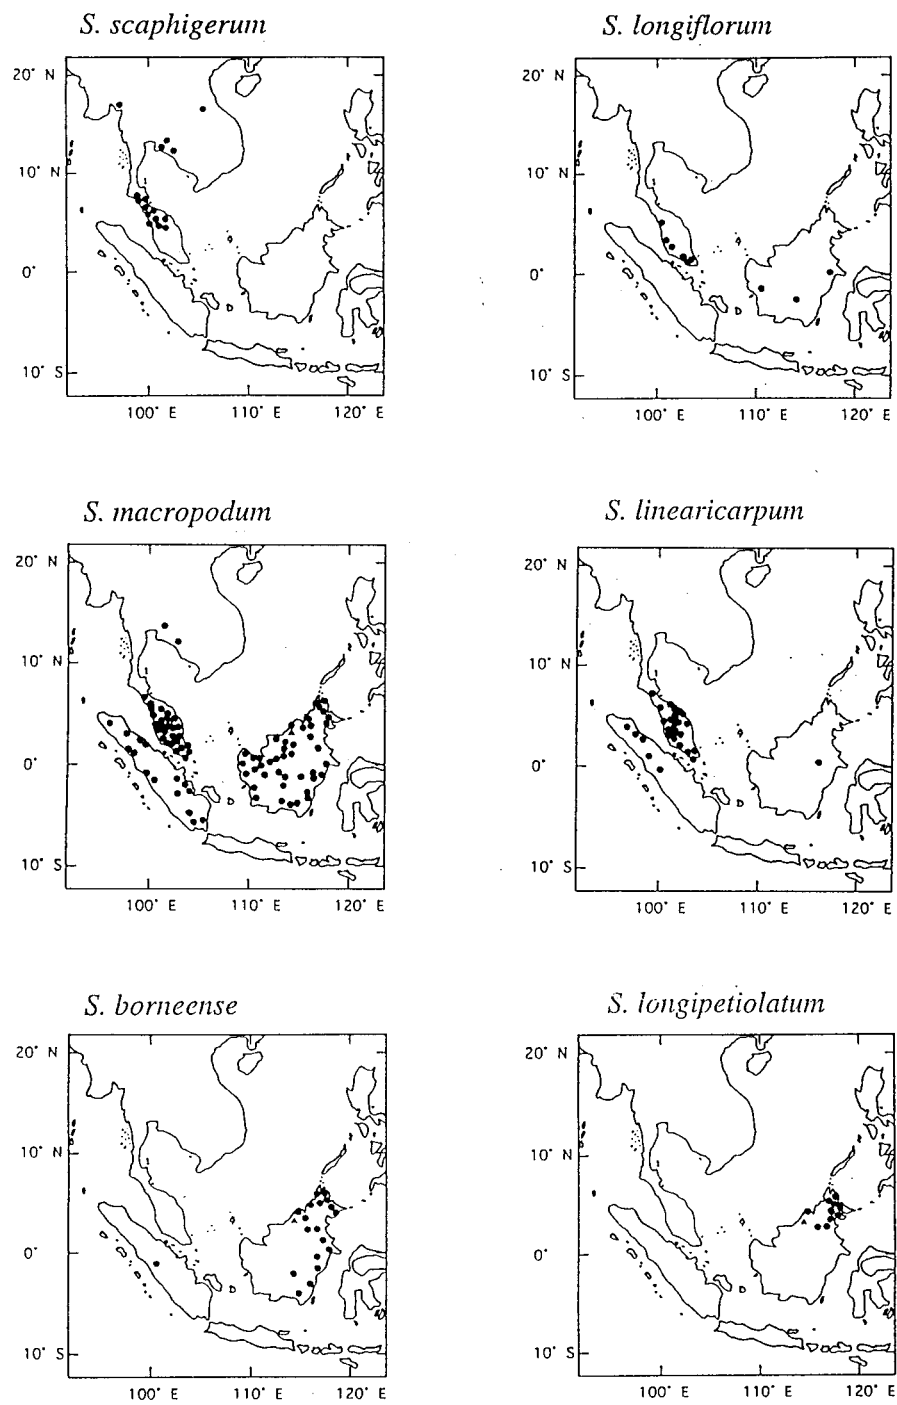 S. scaphigerum
20° N
10° N
0°
10° S
100° E 110° E 120° E
S. longiflorum
20° N
10° N
0°
10° S
100° E 110° E 120° E
S. macropodum
20° N
10° N
0°
10° S
100° E 110° E 120° E
S. linearicarpum
20° N
10° N
0°
10° S
100° E 110° E 120° E
S. borneense
20° N
10° N
0°
10° S
100° E 110° E 120° E
S. longipetiolatum
20° N
10° N
0°
10° S
100° E 110° E 120° E